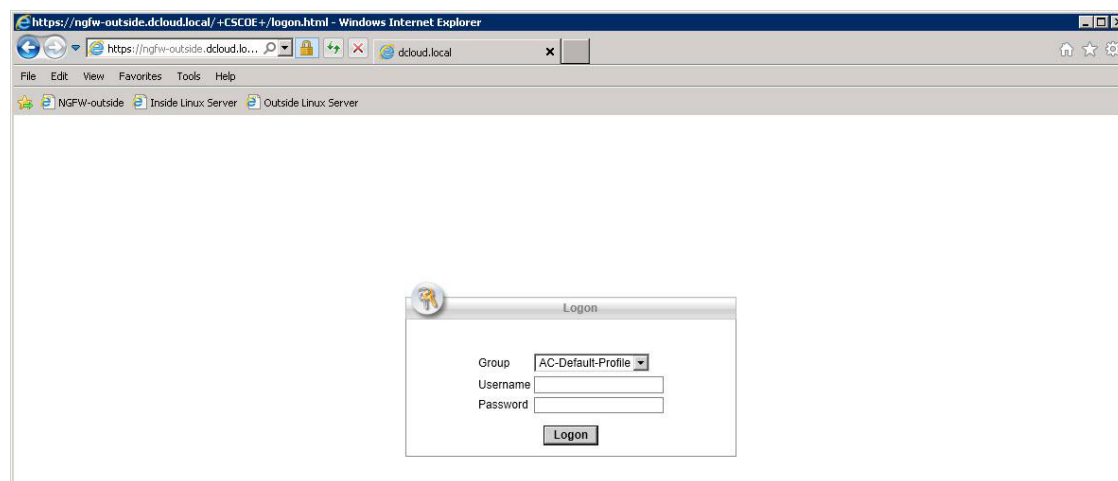 https://ngfw-outside.dcloud.local/+CSCOE+/logon.html - Windows Internet Explorer
https://ngfw-outside.dcloud.lo...
dcloud.local
File Edit View Favorites Tools Help
NGFW-outside Inside Linux Server Outside Linux Server
Logon
Group AC-Default-Profile
Username
Password
Logon